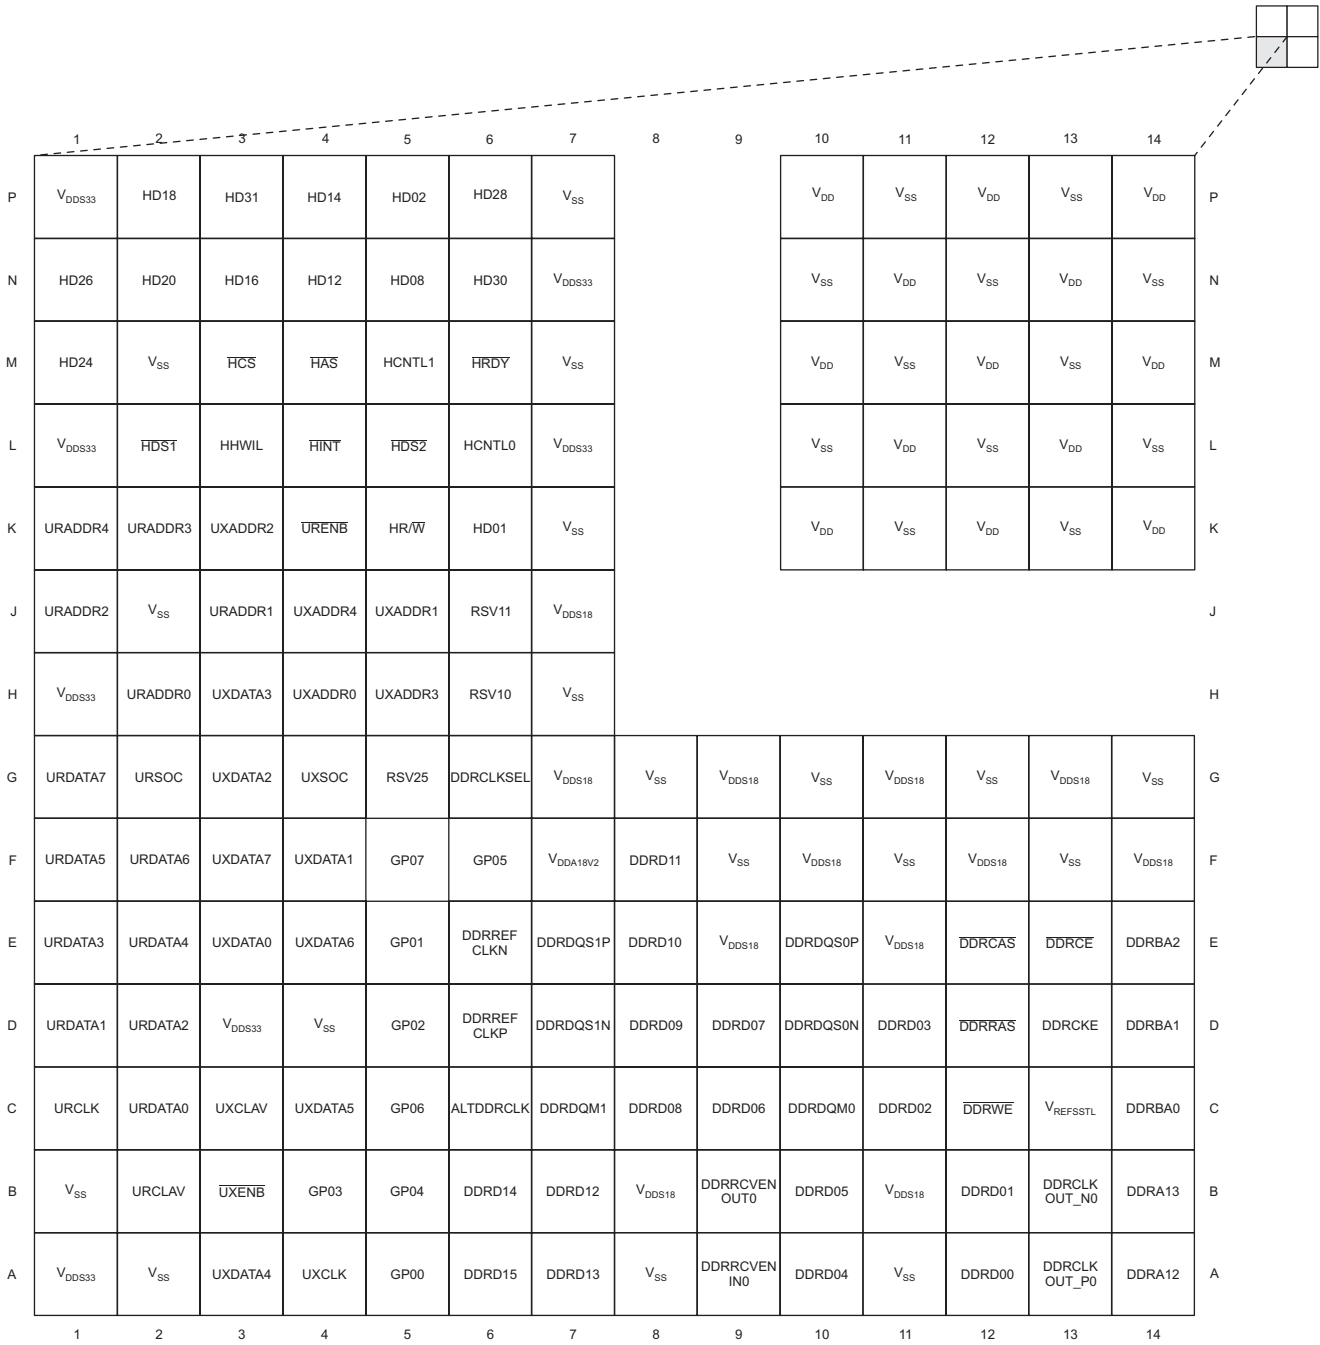 1 2 3 4 5 6 7 8 9 10 11 12 13 14
P VDDS33 HD18 HD31 HD14 HD02 HD28 VSS VDD VSS VDD VSS VDD P
N HD26 HD20 HD16 HD12 HD08 HD30 VDDS33 VSS VDD VSS VDD VSS N
M HD24 VSS HCS HAS HCNTL1 HRDY VSS VDD VSS VDD VSS VDD M
L VDDS33 HDS1 HHWIL HINT HDS2 HCNTL0 VDDS33 VSS VDD VSS VDD VSS L
K URADDR4 URADDR3 UXADDR2 URENB HR/W HD01 VSS VDD VSS VDD VSS VDD K
J URADDR2 VSS URADDR1 UXADDR4 UXADDR1 RSV11 VDDS18 J
H VDDS33 URADDR0 UXDATA3 UXADDR0 UXADDR3 RSV10 VSS H
G URDATA7 URSOC UXDATA2 UXSOC RSV25 DDRCLKSEL VDDS18 VSS VDDS18 VSS VDDS18 VSS VDDS18 VSS G
F URDATA5 URDATA6 UXDATA7 UXDATA1 GP07 GP05 VDDA18V2 DDRD11 VSS VDDS18 VSS VDDS18 VSS VDDS18 F
E URDATA3 URDATA4 UXDATA0 UXDATA6 GP01 DDRREF CLKN DDRDQS1P DDRD10 VDDS18 DDRDQS0P VDDS18 DDRCAS DDRCE DDRBA2 E
D URDATA1 URDATA2 VDDS33 VSS GP02 DDRREF CLKP DDRDQS1N DDRD09 DDRD07 DDRDQS0N DDRD03 DDRRAS DDRCKE DDRBA1 D
C URCLK URDATA0 UXCLAV UXDATA5 GP06 ALTDDRCLK DDRDQM1 DDRD08 DDRD06 DDRDQM0 DDRD02 DDRWE VREFSSTL DDRBA0 C
B VSS URCLAV UXENB GP03 GP04 DDRD14 DDRD12 VDDS18 DDRRCVEN OUT0 DDRD05 VDDS18 DDRD01 DDRCLK OUT_N0 DDRA13 B
A VDDS33 VSS UXDATA4 UXCLK GP00 DDRD15 DDRD13 VSS DDRRCVEN IN0 DDRD04 VSS DDRD00 DDRCLK OUT_P0 DDRA12 A
1 2 3 4 5 6 7 8 9 10 11 12 13 14